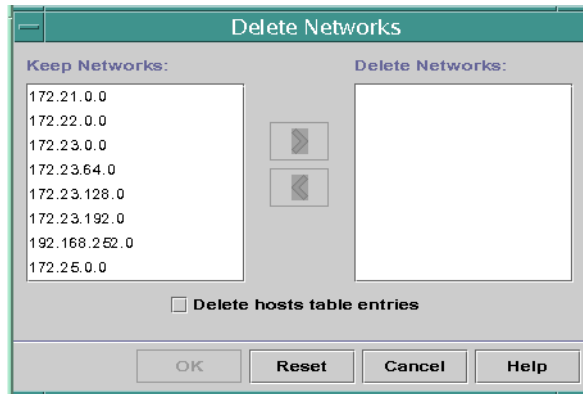 Delete Networks
Keep Networks:
Delete Networks:
172.21.0.0
172.22.0.0
172.23.0.0
172.23.64.0
172.23.128.0
172.23.192.0
192.168.252.0
172.25.0.0
Delete hosts table entries
OK
Reset
Cancel
Help